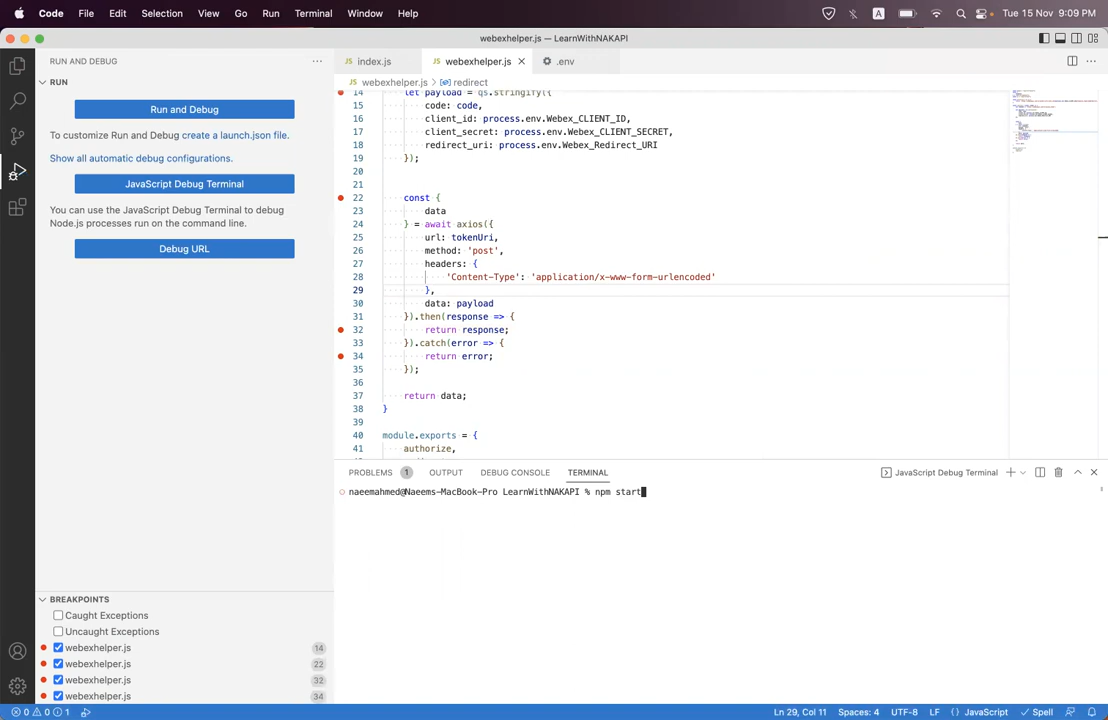 Code File Edit Selection View Go Run Terminal Window Help A Tue 15 Nov 9:09 PM
webexhelper.js — LearnWithNAKAPI
RUN AND DEBUG ···
JS index.js JS webexhelper.js .env
RUN
JS webexhelper.js > redirect
Run and Debug
To customize Run and Debug create a launch.json file.
Show all automatic debug configurations.
JavaScript Debug Terminal
You can use the JavaScript Debug Terminal to debug
Node.js processes run on the command line.
Debug URL
14 let payload = qs.stringify({
15 code: code,
16 client_id: process.env.Webex_CLIENT_ID,
17 client_secret: process.env.Webex_CLIENT_SECRET,
18 redirect_uri: process.env.Webex_Redirect_URI
19 });
20
21
22 const {
23 data
24 } = await axios({
25 url: tokenUri,
26 method: 'post',
27 headers: {
28 'Content-Type': 'application/x-www-form-urlencoded'
29 },
30 data: payload
31 }).then(response => {
32 return response;
33 }).catch(error => {
34 return error;
35 });
36
37 return data;
38 }
39
40 module.exports = {
41 authorize,
PROBLEMS 1 OUTPUT DEBUG CONSOLE TERMINAL JavaScript Debug Terminal
naeemahmed@Naeems-MacBook-Pro LearnWithNAKAPI % npm start
BREAKPOINTS
Caught Exceptions
Uncaught Exceptions
webexhelper.js 14
webexhelper.js 22
webexhelper.js 32
webexhelper.js 34
0 0 1 Ln 29, Col 11 Spaces: 4 UTF-8 LF {} JavaScript Spell